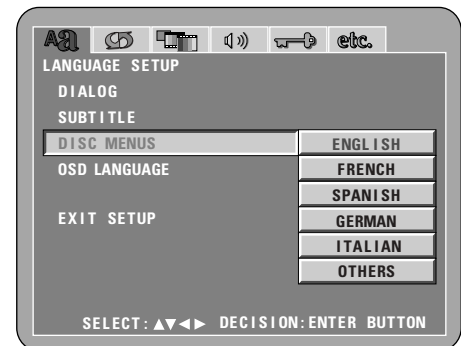 Aa etc.
LANGUAGE SETUP
DIALOG
SUBTITLE
DISC MENUS
OSD LANGUAGE
EXIT SETUP
ENGLISH
FRENCH
SPANISH
GERMAN
ITALIAN
OTHERS
SELECT:▲▼◀▶ DECISION:ENTER BUTTON